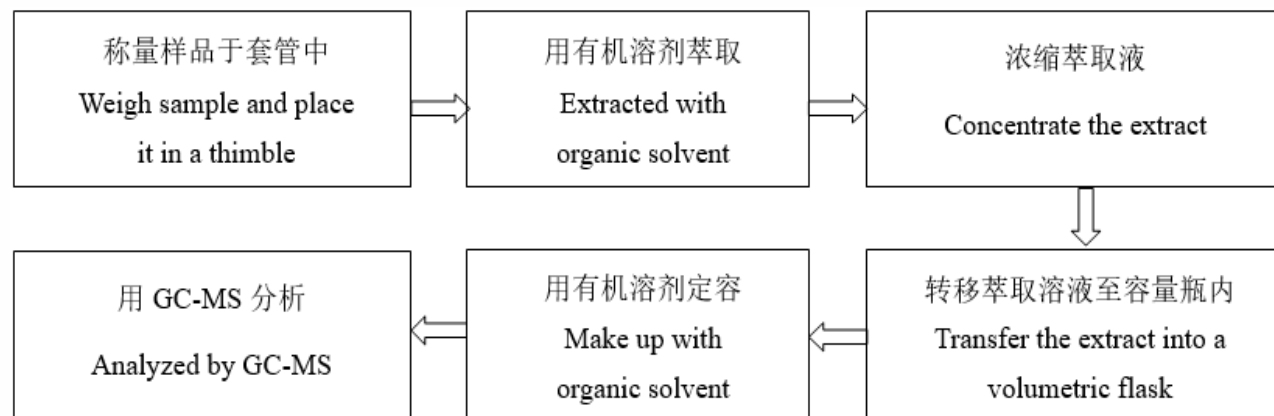 称量样品于套管中
Weigh sample and place
it in a thimble
用有机溶剂萃取
Extracted with
organic solvent
浓缩萃取液
Concentrate the extract
转移萃取溶液至容量瓶内
Transfer the extract into a
volumetric flask
用有机溶剂定容
Make up with
organic solvent
用 GC-MS 分析
Analyzed by GC-MS